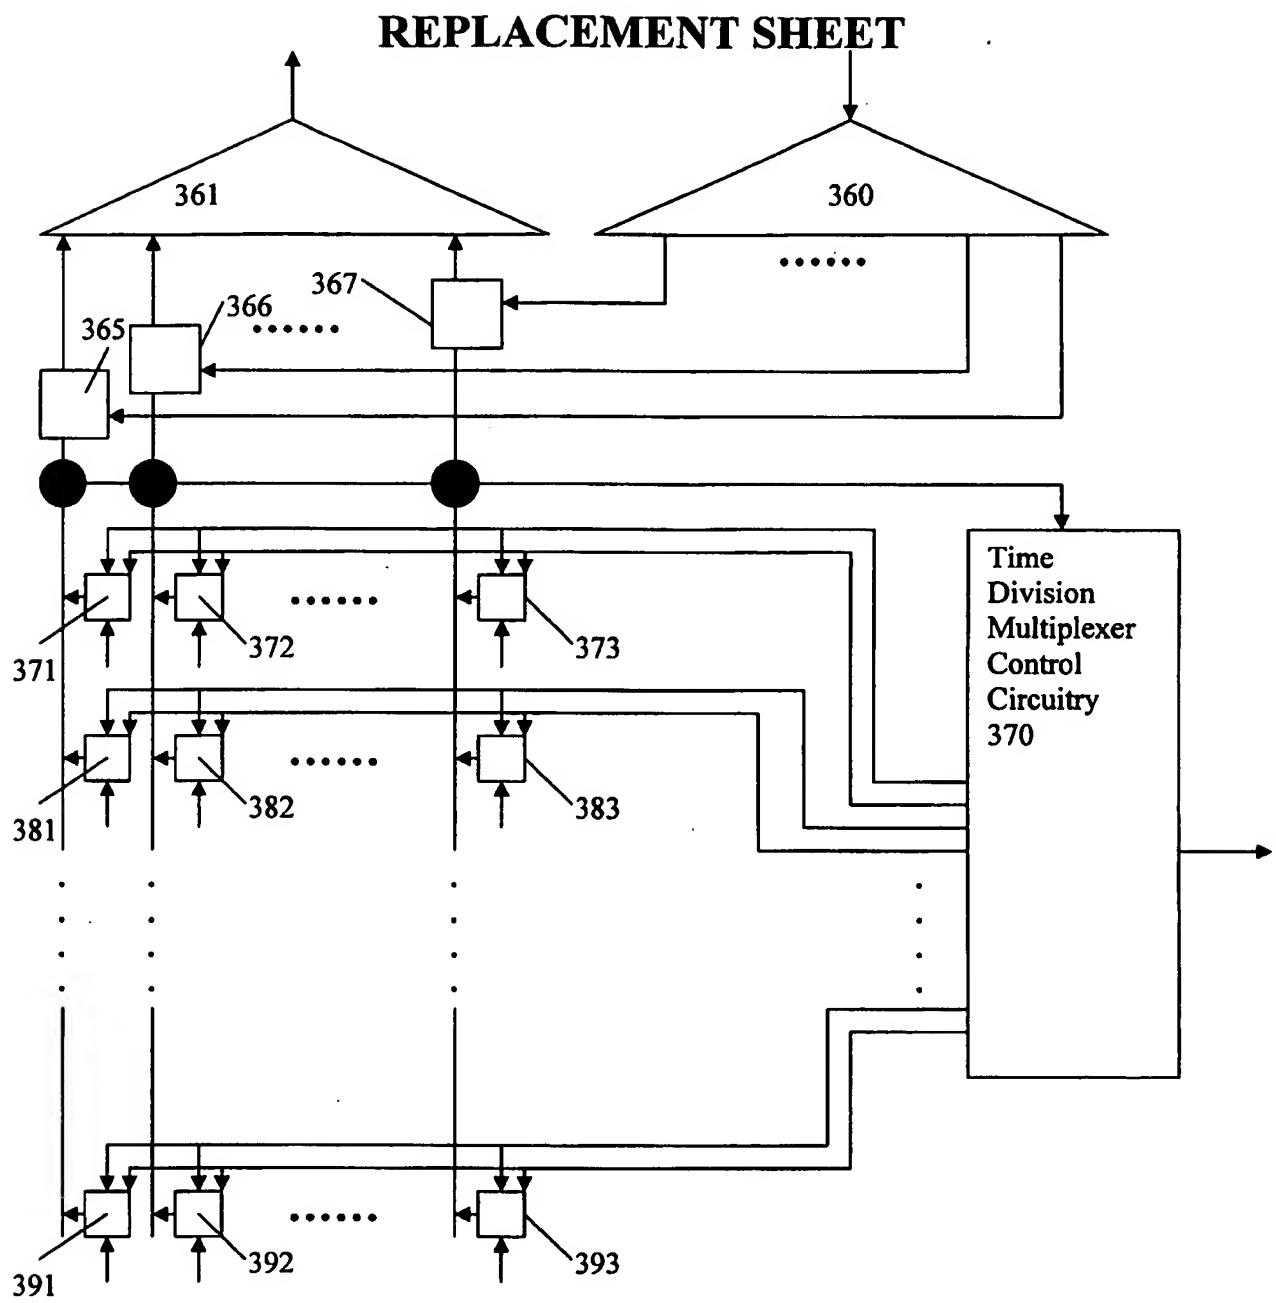 REPLACEMENT SHEET
361
360
367
366
365
Time
Division
Multiplexer
Control
Circuitry
370
371
372
373
381
382
383
391
392
393